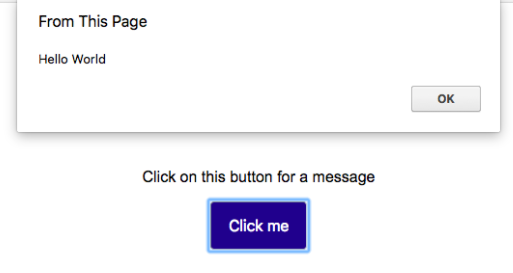 From This Page
Hello World
OK
Click on this button for a message
Click me